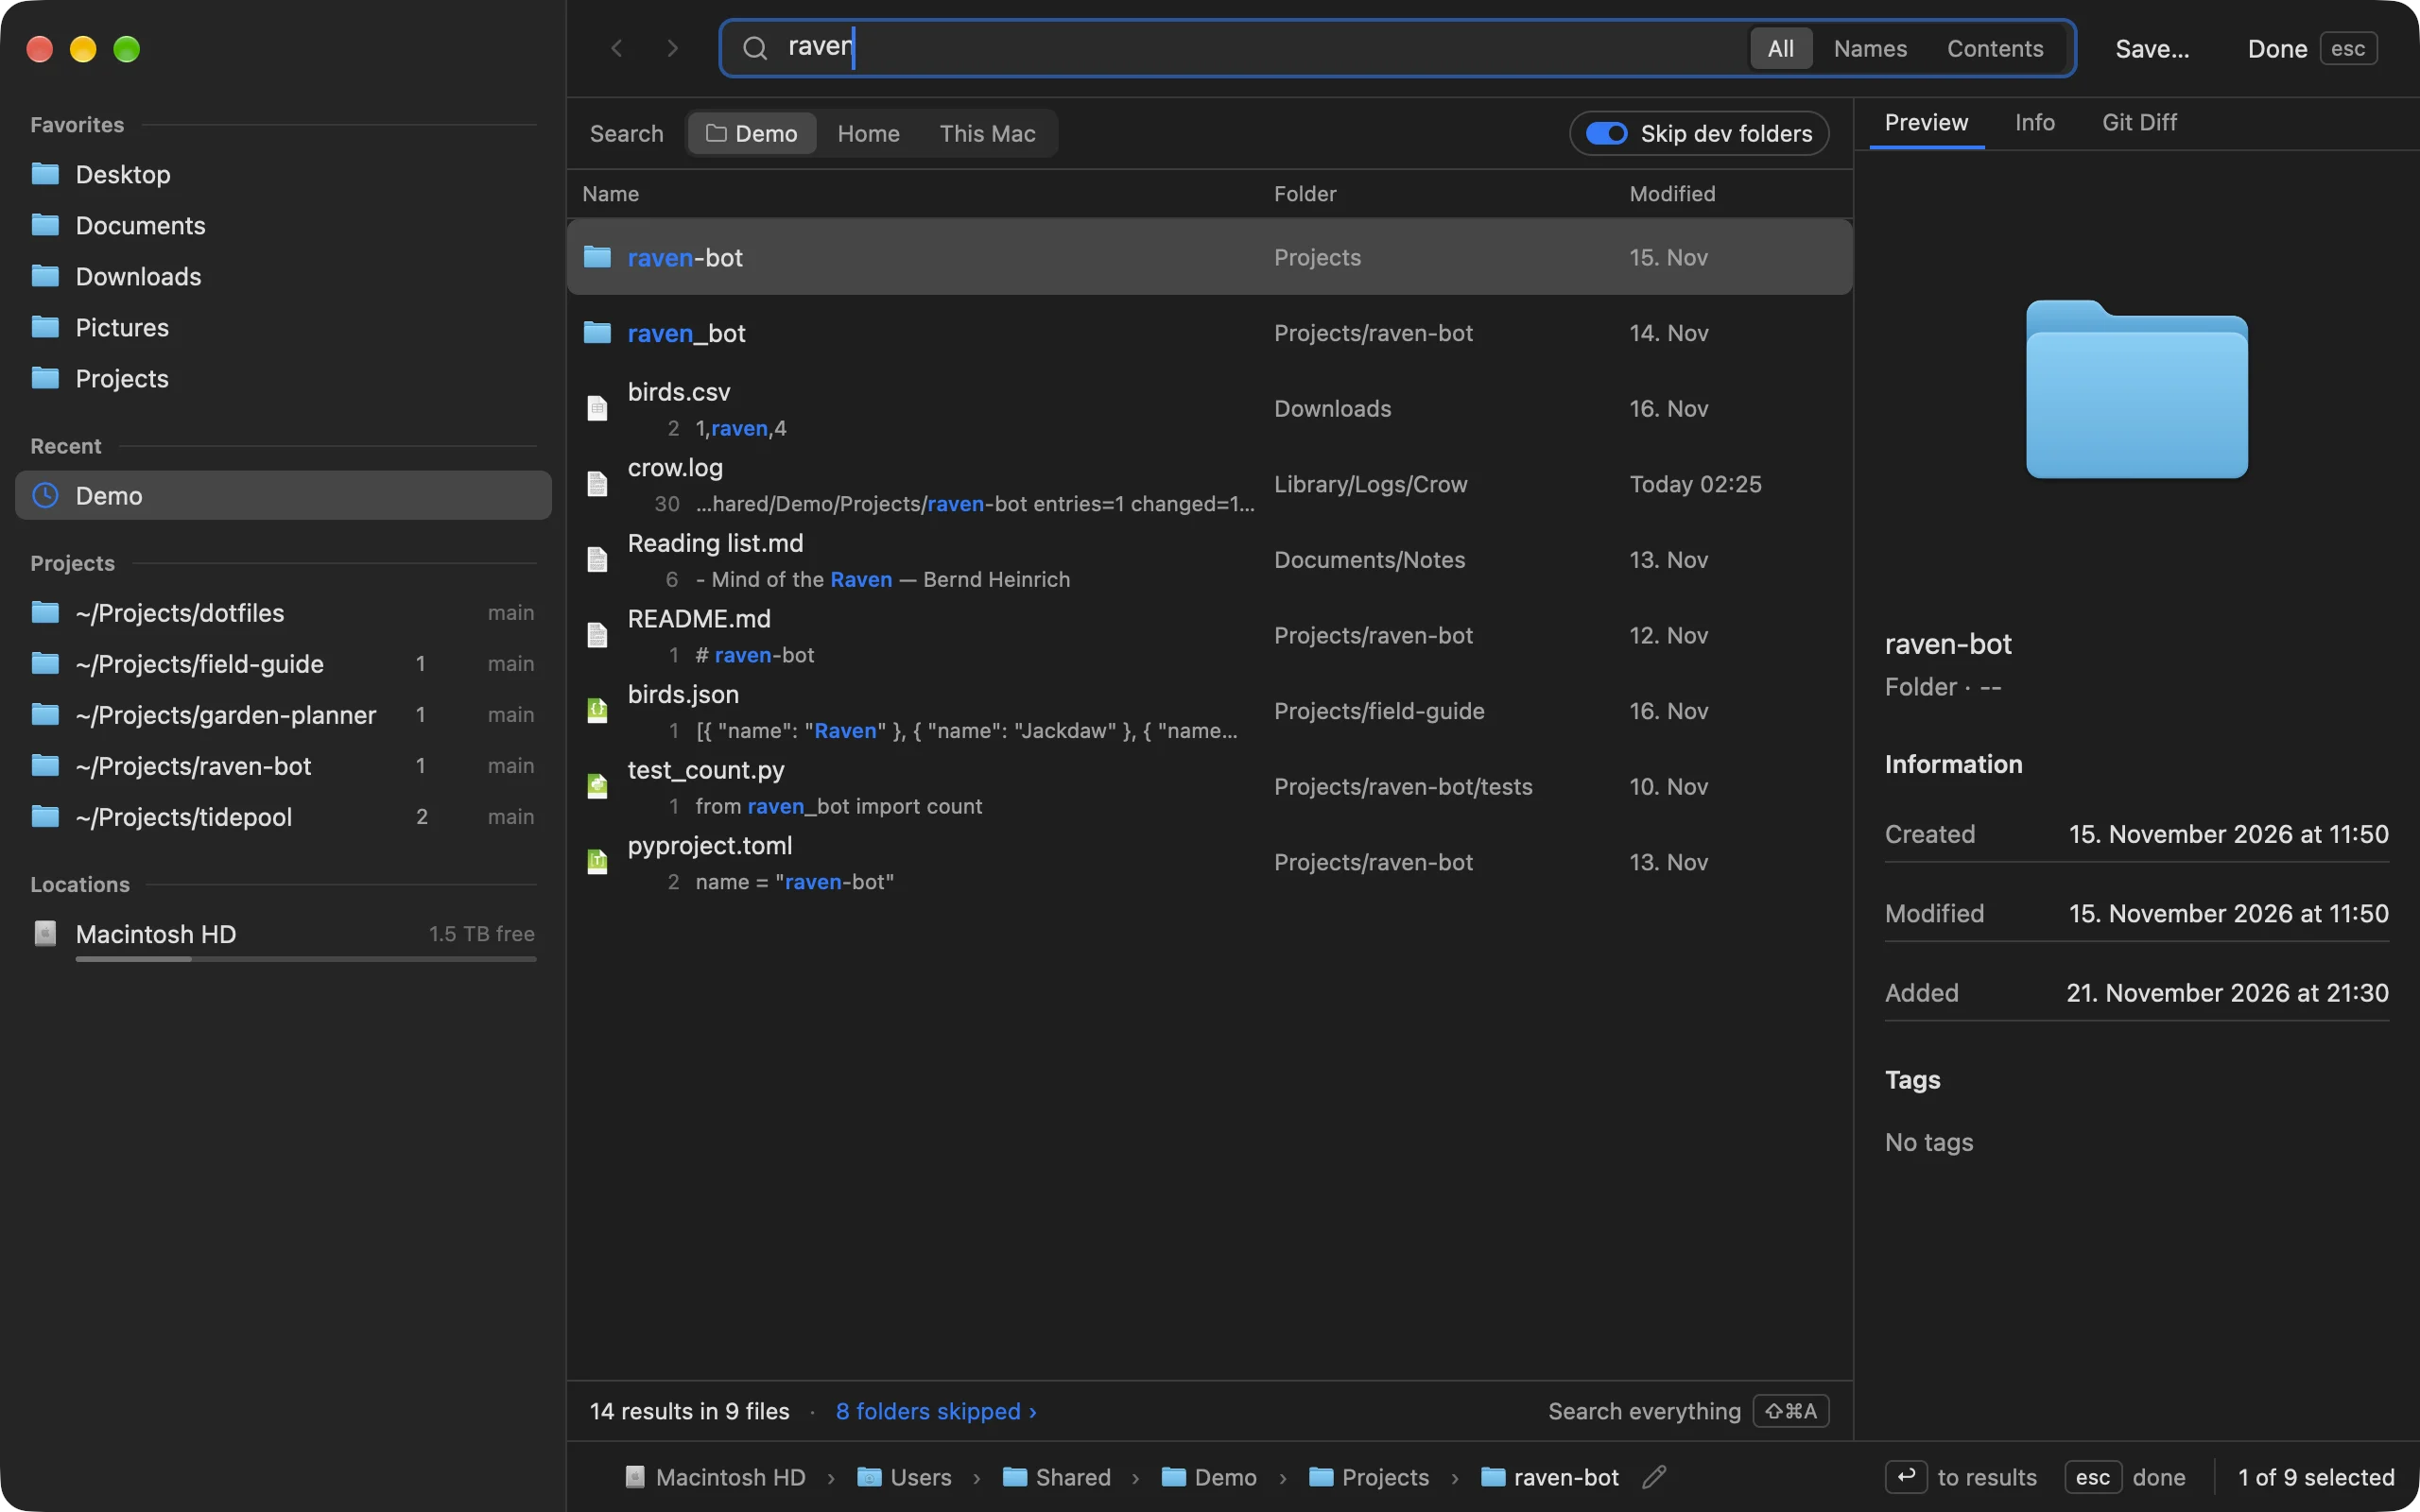 raven
All Names Contents
Save... Done esc
Favorites
Desktop
Documents
Downloads
Pictures
Projects
Recent
Demo
Projects
~/Projects/dotfiles main
~/Projects/field-guide 1 main
~/Projects/garden-planner 1 main
~/Projects/raven-bot 1 main
~/Projects/tidepool 2 main
Locations
Macintosh HD 1.5 TB free
Search Demo Home This Mac Skip dev folders
Name Folder Modified
raven-bot Projects 15. Nov
raven_bot Projects/raven-bot 14. Nov
birds.csv Downloads 16. Nov
2 1,raven,4
crow.log Library/Logs/Crow Today 02:25
30 ...hared/Demo/Projects/raven-bot entries=1 changed=1...
Reading list.md Documents/Notes 13. Nov
6 - Mind of the Raven — Bernd Heinrich
README.md Projects/raven-bot 12. Nov
1 # raven-bot
birds.json Projects/field-guide 16. Nov
1 [{ "name": "Raven" }, { "name": "Jackdaw" }, { "name...
test_count.py Projects/raven-bot/tests 10. Nov
1 from raven_bot import count
pyproject.toml Projects/raven-bot 13. Nov
2 name = "raven-bot"
14 results in 9 files · 8 folders skipped › Search everything ⇧⌘A
Macintosh HD › Users › Shared › Demo › Projects › raven-bot
Preview Info Git Diff
raven-bot
Folder · --
Information
Created 15. November 2026 at 11:50
Modified 15. November 2026 at 11:50
Added 21. November 2026 at 21:30
Tags
No tags
↩ to results esc done 1 of 9 selected